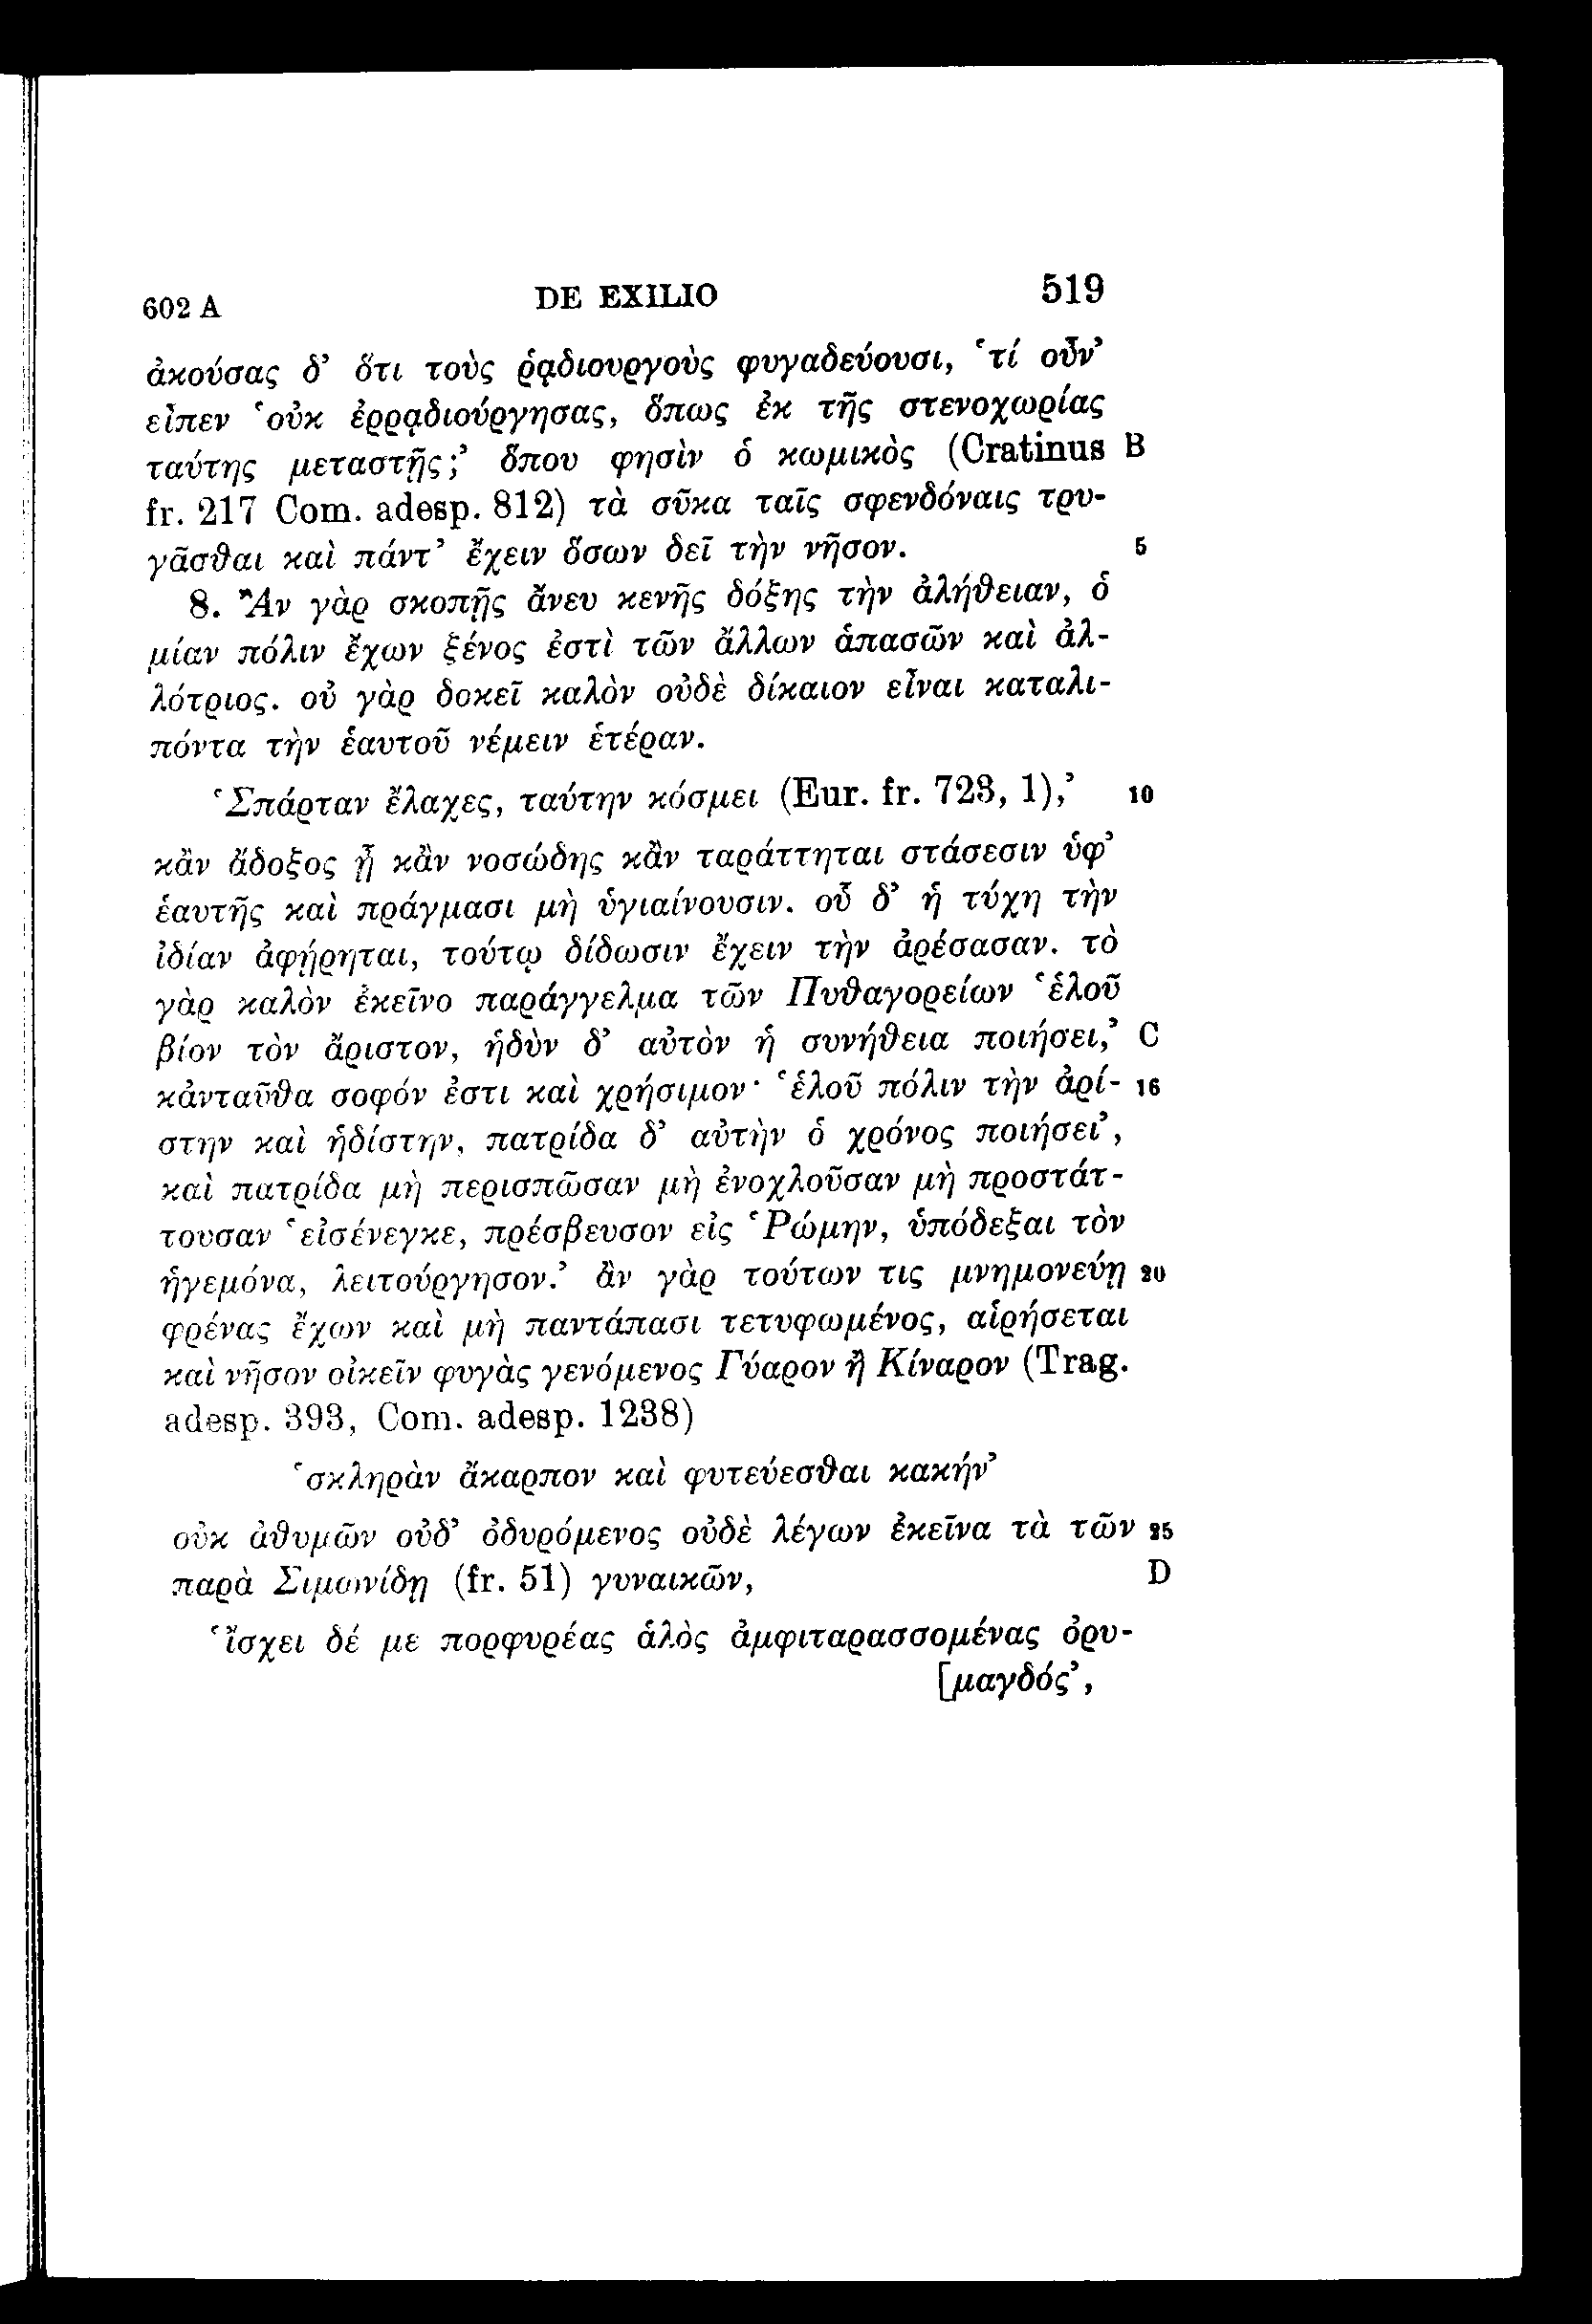 602 A DE EXILIO 519
ἀκούσας δ’ ὅτι τοὺς ῥᾳδιουργοὺς φυγαδεύουσι, ‘τί οὖν’
εἶπεν ‘οὐκ ἐρρᾳδιούργησας, ὅπως ἐκ τῆς στενοχωρίας
ταύτης μεταστῇς;’ ὅπου φησὶν ὁ κωμικὸς (Cratinus B
fr. 217 Com. adesp. 812) τὰ σῦκα ταῖς σφενδόναις τρυ-
γᾶσθαι καὶ πάντ’ ἔχειν ὅσων δεῖ τὴν νῆσον. 5
8. Ἂν γὰρ σκοπῇς ἄνευ κενῆς δόξης τὴν ἀλήθειαν, ὁ
μίαν πόλιν ἔχων ξένος ἐστὶ τῶν ἄλλων ἁπασῶν καὶ ἀλ-
λότριος. οὐ γὰρ δοκεῖ καλὸν οὐδὲ δίκαιον εἶναι καταλι-
πόντα τὴν ἑαυτοῦ νέμειν ἑτέραν.
‘Σπάρταν ἔλαχες, ταύτην κόσμει (Eur. fr. 723, 1),’ 10
κἂν ἄδοξος ᾖ κἂν νοσώδης κἂν ταράττηται στάσεσιν ὑφ’
ἑαυτῆς καὶ πράγμασι μὴ ὑγιαίνουσιν. οὗ δ’ ἡ τύχη τὴν
ἰδίαν ἀφῄρηται, τούτῳ δίδωσιν ἔχειν τὴν ἀρέσασαν. τὸ
γὰρ καλὸν ἐκεῖνο παράγγελμα τῶν Πυθαγορείων ‘ἑλοῦ
βίον τὸν ἄριστον, ἡδὺν δ’ αὐτὸν ἡ συνήθεια ποιήσει,’ C
κἀνταῦθα σοφόν ἐστι καὶ χρήσιμον· ‘ἑλοῦ πόλιν τὴν ἀρί- 16
στην καὶ ἡδίστην, πατρίδα δ’ αὐτὴν ὁ χρόνος ποιήσει’,
καὶ πατρίδα μὴ περισπῶσαν μὴ ἐνοχλοῦσαν μὴ προστάτ-
τουσαν ‘εἰσένεγκε, πρέσβευσον εἰς Ῥώμην, ὑπόδεξαι τὸν
ἡγεμόνα, λειτούργησον.’ ἂν γὰρ τούτων τις μνημονεύῃ 20
φρένας ἔχων καὶ μὴ παντάπασι τετυφωμένος, αἱρήσεται
καὶ νῆσον οἰκεῖν φυγὰς γενόμενος Γύαρον ἢ Κίναρον (Trag.
adesp. 393, Com. adesp. 1238)
‘σκληρὰν ἄκαρπον καὶ φυτεύεσθαι κακήν’
οὐκ ἀθυμῶν οὐδ’ ὀδυρόμενος οὐδὲ λέγων ἐκεῖνα τὰ τῶν 25
παρὰ Σιμωνίδῃ (fr. 51) γυναικῶν, D
‘ἴσχει δέ με πορφυρέας ἁλὸς ἀμφιταρασσομένας ὀρυ-
[μαγδός’,